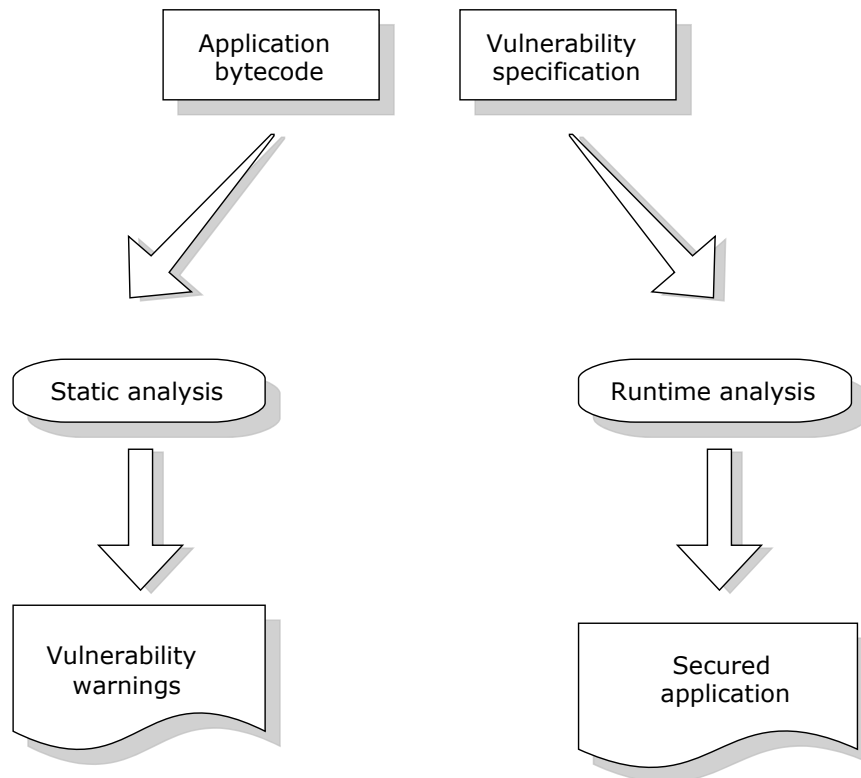 Application
bytecode
Vulnerability
specification
Static analysis
Runtime analysis
Vulnerability
warnings
Secured
application